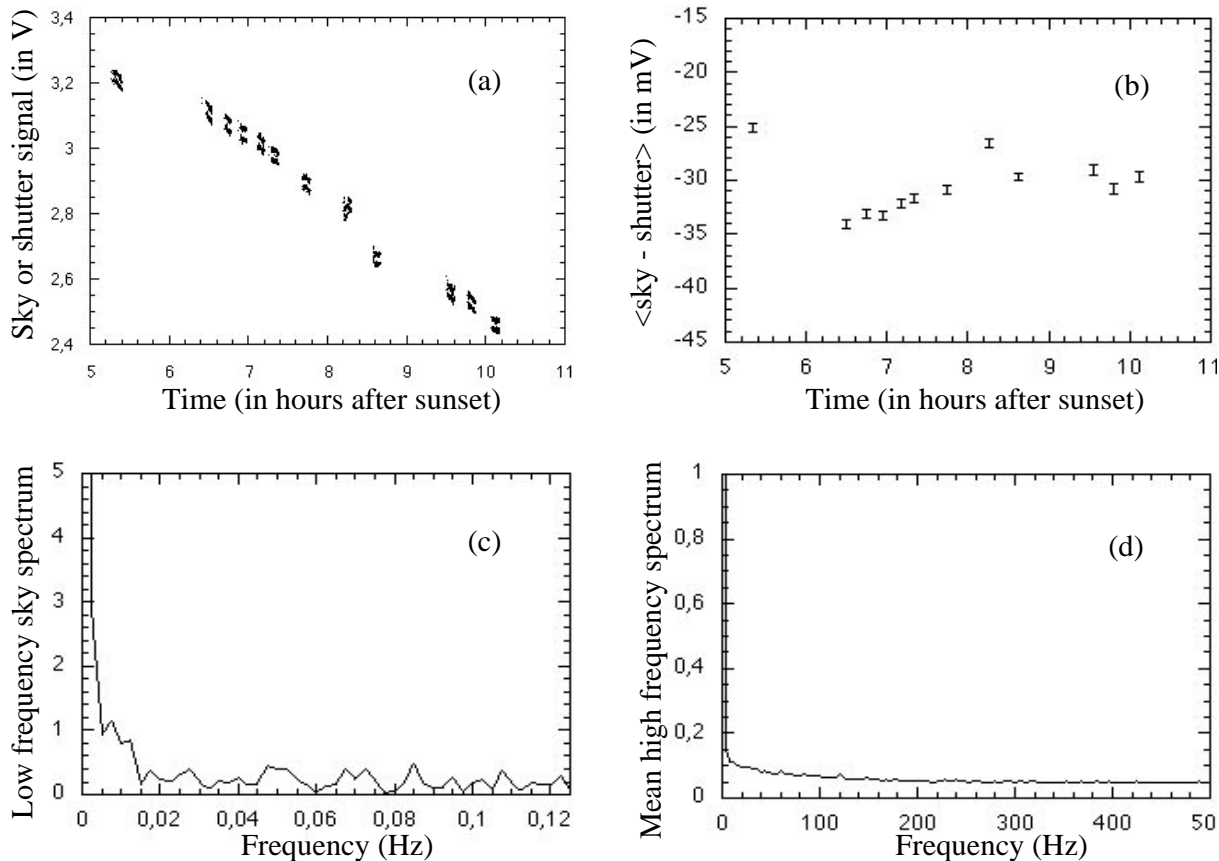 Sky or shutter signal (in V)
3,4
3,2
3
2,8
2,6
2,4
(a)
5 6 7 8 9 10 11
Time (in hours after sunset)
<sky - shutter> (in mV)
-15
-20
-25
-30
-35
-40
-45
(b)
5 6 7 8 9 10 11
Time (in hours after sunset)
Low frequency sky spectrum
5
4
3
2
1
0
(c)
0 0,02 0,04 0,06 0,08 0,1 0,12
Frequency (Hz)
Mean high frequency spectrum
1
0,8
0,6
0,4
0,2
0
(d)
0 100 200 300 400 50
Frequency (Hz)